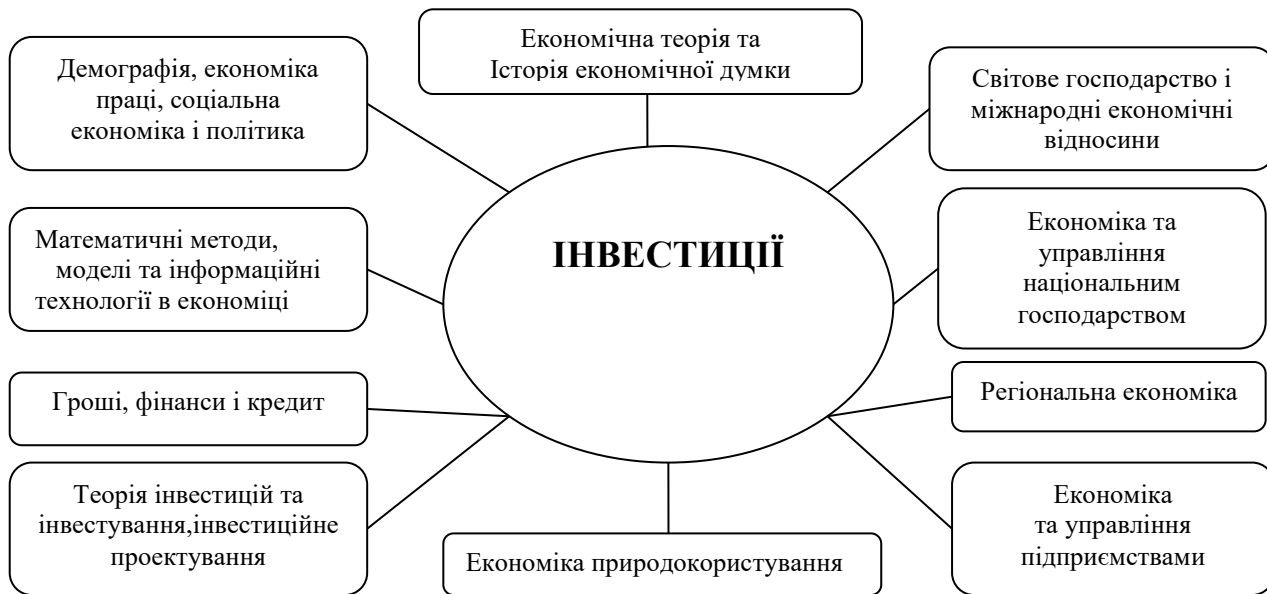 Економічна теорія та
Історія економічної думки
Демографія, економіка
праці, соціальна
економіка і політика
Світове господарство і
міжнародні економічні
відносини
ІНВЕСТИЦІЇ
Математичні методи,
моделі та інформаційні
технології в економіці
Економіка та
управління
національним
господарством
Гроші, фінанси і кредит
Регіональна економіка
Теорія інвестицій та
інвестування,інвестиційне
проектування
Економіка природокористування
Економіка
та управління
підприємствами